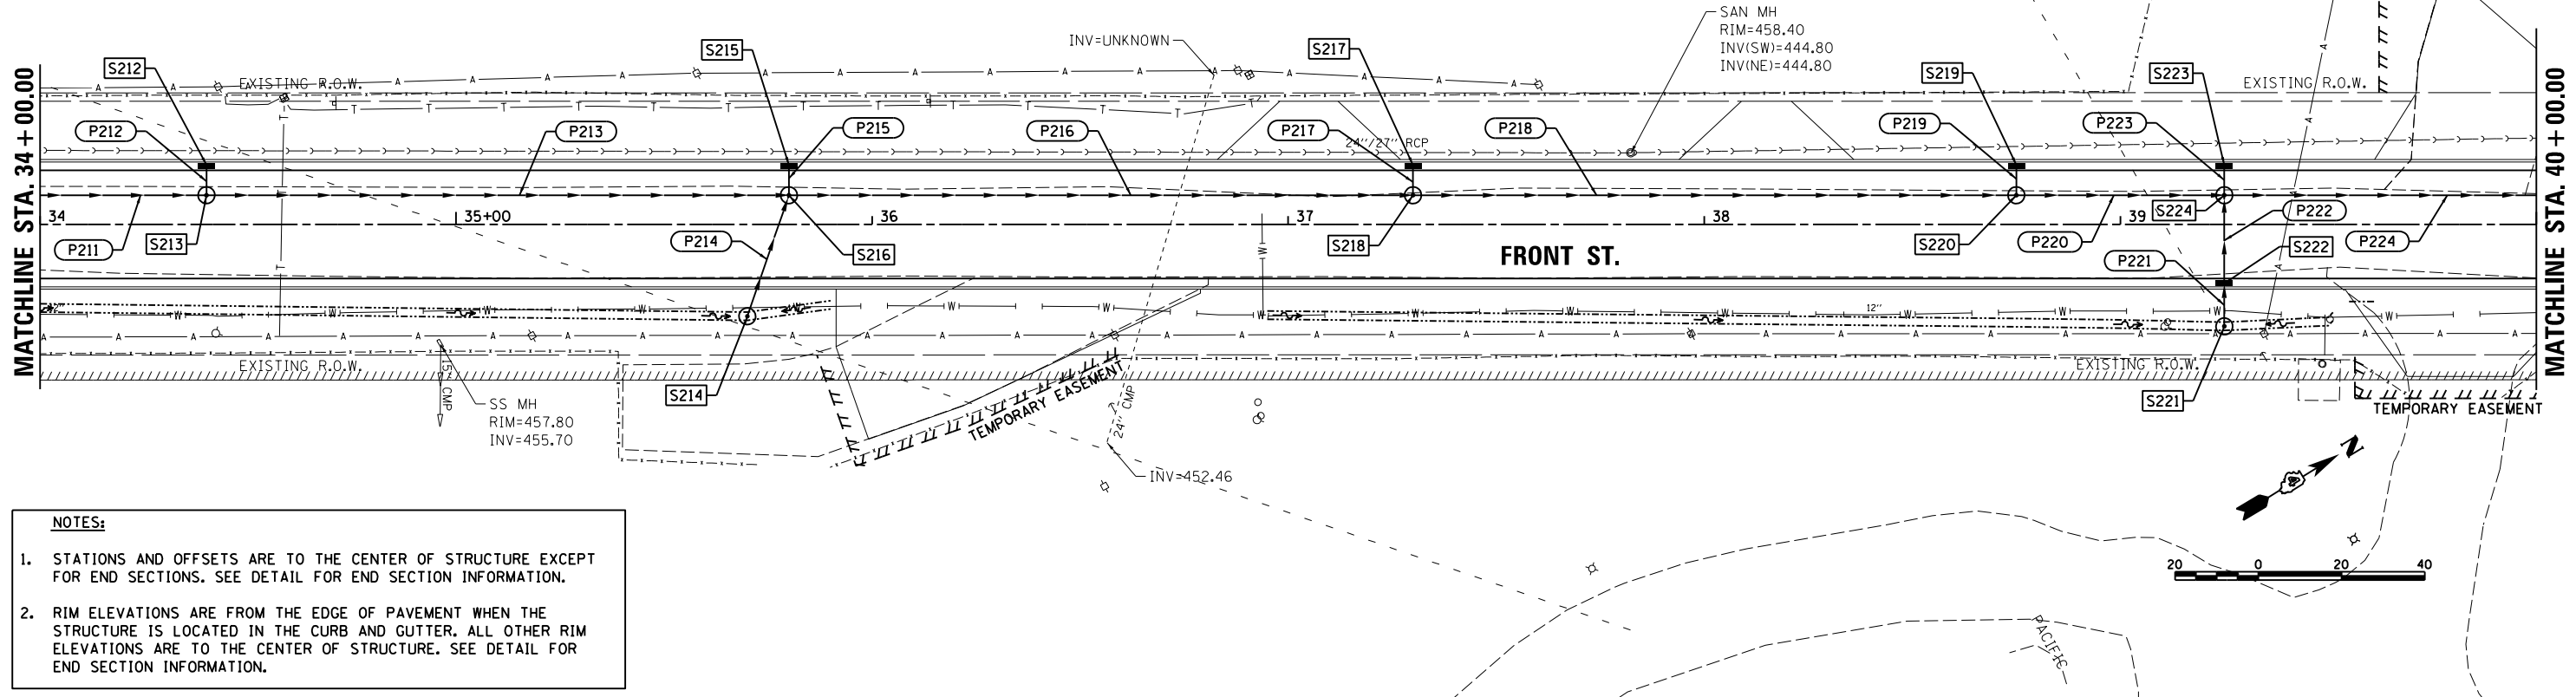 SAN MH
RIM=458.40
INV(SW)=444.80
INV(NE)=444.80
INV=UNKNOWN
S212
S215
S217
S219
S223
EXISTING R.O.W.
EXISTING R.O.W.
MATCHLINE STA. 34+00.00
MATCHLINE STA. 40+00.00
P212
P213
P215
P216
P217
24"/27" RCP
P218
P219
P223
34
35+00
36
37
38
39
P211
S213
P214
S216
S218
FRONT ST.
S220
P220
S224
P222
S222
P224
P221
12"
EXISTING R.O.W.
EXISTING R.O.W.
15" CMP
S214
SS MH
RIM=457.80
INV=455.70
TEMPORARY EASEMENT
24" CMP
INV=452.46
S221
TEMPORARY EASEMENT
N
20 0 20 40
PACIFIC
NOTES:
1. STATIONS AND OFFSETS ARE TO THE CENTER OF STRUCTURE EXCEPT
FOR END SECTIONS. SEE DETAIL FOR END SECTION INFORMATION.
2. RIM ELEVATIONS ARE FROM THE EDGE OF PAVEMENT WHEN THE
STRUCTURE IS LOCATED IN THE CURB AND GUTTER. ALL OTHER RIM
ELEVATIONS ARE TO THE CENTER OF STRUCTURE. SEE DETAIL FOR
END SECTION INFORMATION.